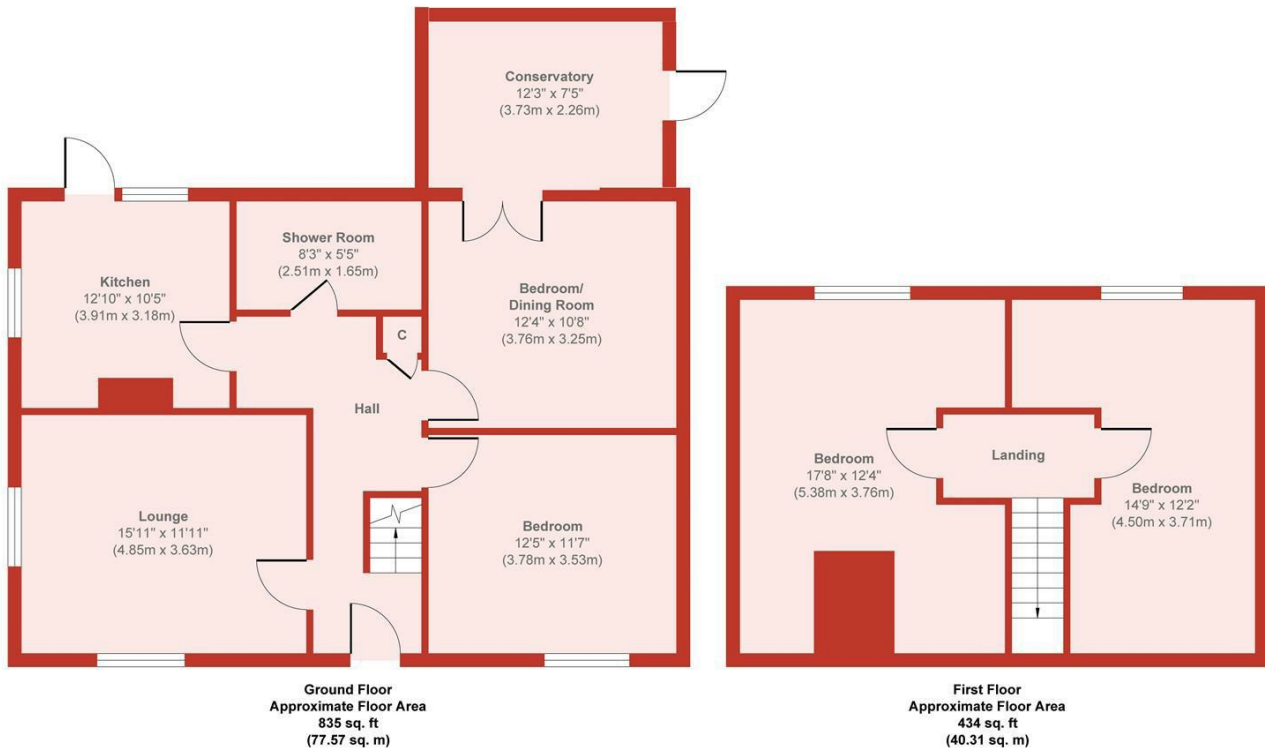 Conservatory
12'3" x 7'5"
(3.73m x 2.26m)
Shower Room
8'3" x 5'5"
(2.51m x 1.65m)
Kitchen
12'10" x 10'5"
(3.91m x 3.18m)
Bedroom/
Dining Room
12'4" x 10'8"
(3.76m x 3.25m)
C
Hall
Lounge
15'11" x 11'11"
(4.85m x 3.63m)
Bedroom
12'5" x 11'7"
(3.78m x 3.53m)
Ground Floor
Approximate Floor Area
835 sq. ft
(77.57 sq. m)
Bedroom
17'8" x 12'4"
(5.38m x 3.76m)
Landing
Bedroom
14'9" x 12'2"
(4.50m x 3.71m)
First Floor
Approximate Floor Area
434 sq. ft
(40.31 sq. m)